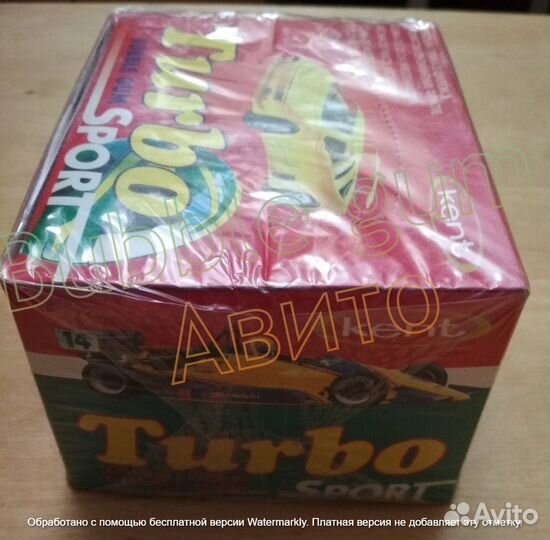 Turbo
BUBBLE GUM
SPORT
kent
Bubble gum
АВИТО
kent
14
Turbo
SPORT
Avito
Обработано с помощью бесплатной версии Watermarkly. Платная версия не добавляет эту отметку.